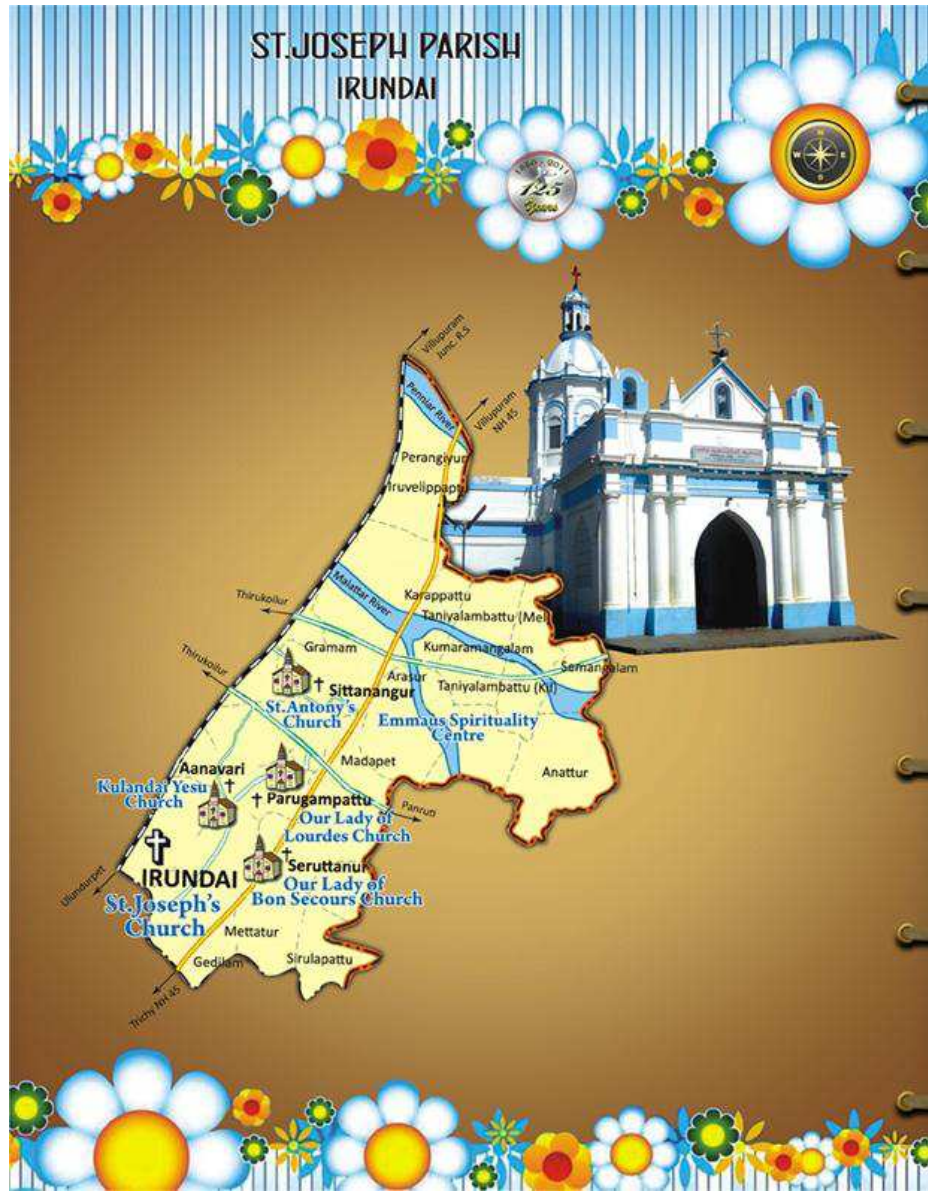 ST.JOSEPH PARISH
IRUNDAI
N
W E
S
125
Years
Villupuram
Junc. R.S
Penniar River
Villupuram
NH 45
Perangiyur
Iruvelippapt
Malattar River
Karappattu
Thirukoilur
Taniyalambattu (Mel
Gramam
Kumaramangalam
Semangalam
Thirukoilur
Arasur
Taniyalambattu (Kil)
Sittanangur
St.Antony's
Church
Emmaus Spirituality
Centre
Madapet
Anattur
Aanavari
Kulandai Yesu
Church
Parugampattu
Our Lady of
Lourdes Church
Panruti
Seruttanur
Our Lady of
Bon Secours Church
IRUNDAI
St.Joseph's
Church
Ulundurpet
Mettatur
Gedilam
Sirulapattu
Trichy NH 45